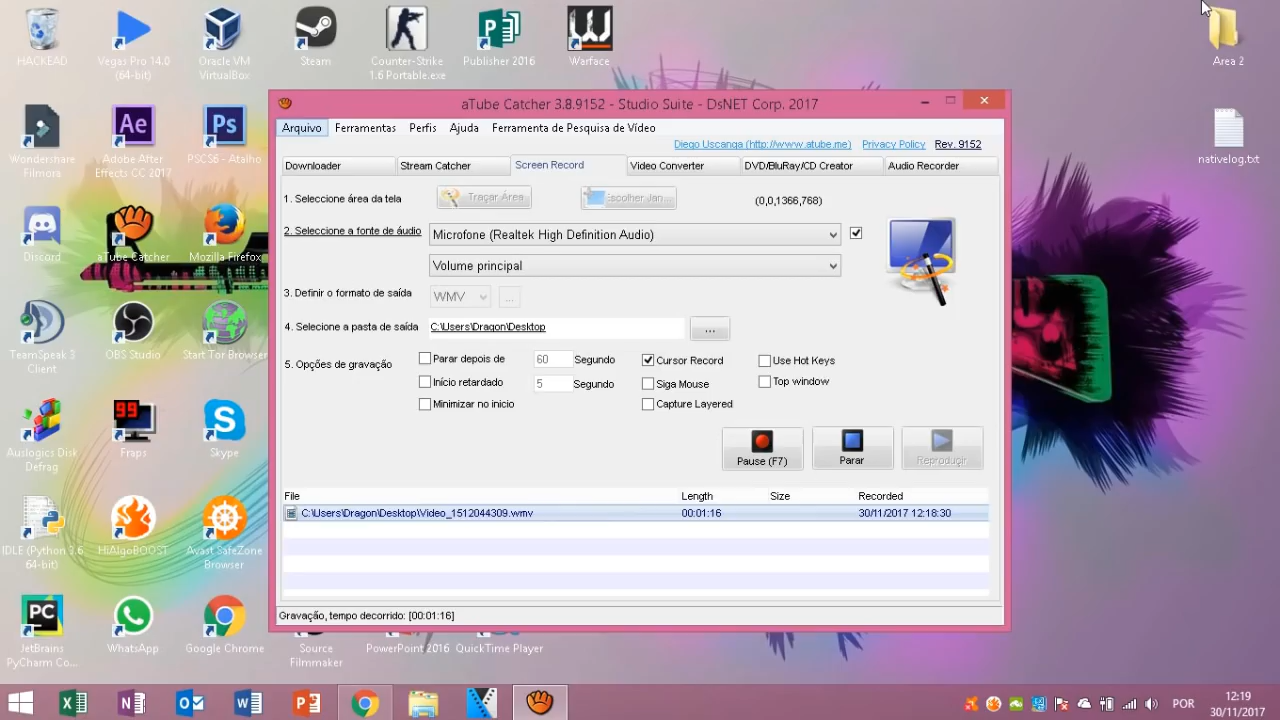 HACKEAD
Vegas Pro 14.0
(64-bit)
Oracle VM
VirtualBox
Steam
Counter-Strike
1.6 Portable.exe
Publisher 2016
Warface
Area 2
Wondershare
Filmora
Ae
Adobe After
Effects CC 2017
Ps
PSCS6 - Atalho
nativelog.txt
Discord
aTube Catcher
Mozilla Firefox
TeamSpeak 3
Client
OBS Studio
Start Tor Browser
Auslogics Disk
Defrag
99
Fraps
Skype
IDLE (Python 3.6
64-bit)
HiAlgoBOOST
Avast SafeZone
Browser
PC
JetBrains
PyCharm Co...
WhatsApp
Google Chrome
Source
Filmmaker
PowerPoint 2016
QuickTime Player
aTube Catcher 3.8.9152 - Studio Suite - DsNET Corp. 2017
Arquivo Ferramentas Perfis Ajuda Ferramenta de Pesquisa de Vídeo
Diego Uscanga (http://www.atube.me) Privacy Policy Rev. 9152
Downloader Stream Catcher Screen Record Video Converter DVD/BluRay/CD Creator Audio Recorder
1. Seleccione área da tela Traçar Área Escolher Jan... (0,0,1366,768)
2. Seleccione a fonte de áudio Microfone (Realtek High Definition Audio)
Volume principal
3. Definir o formato de saída WMV ...
4. Selecione a pasta de saída C:\Users\Dragon\Desktop ...
5. Opções de gravação
Parar depois de 60 Segundo Cursor Record Use Hot Keys
Início retardado 5 Segundo Siga Mouse Top window
Minimizar no inicio Capture Layered
Pause (F7) Parar Reproduçir
File Length Size Recorded
C:\Users\Dragon\Desktop\Video_1512044309.wmv 00:01:16 30/11/2017 12:18:30
Gravação, tempo decorrido: [00:01:16]
POR
12:19
30/11/2017